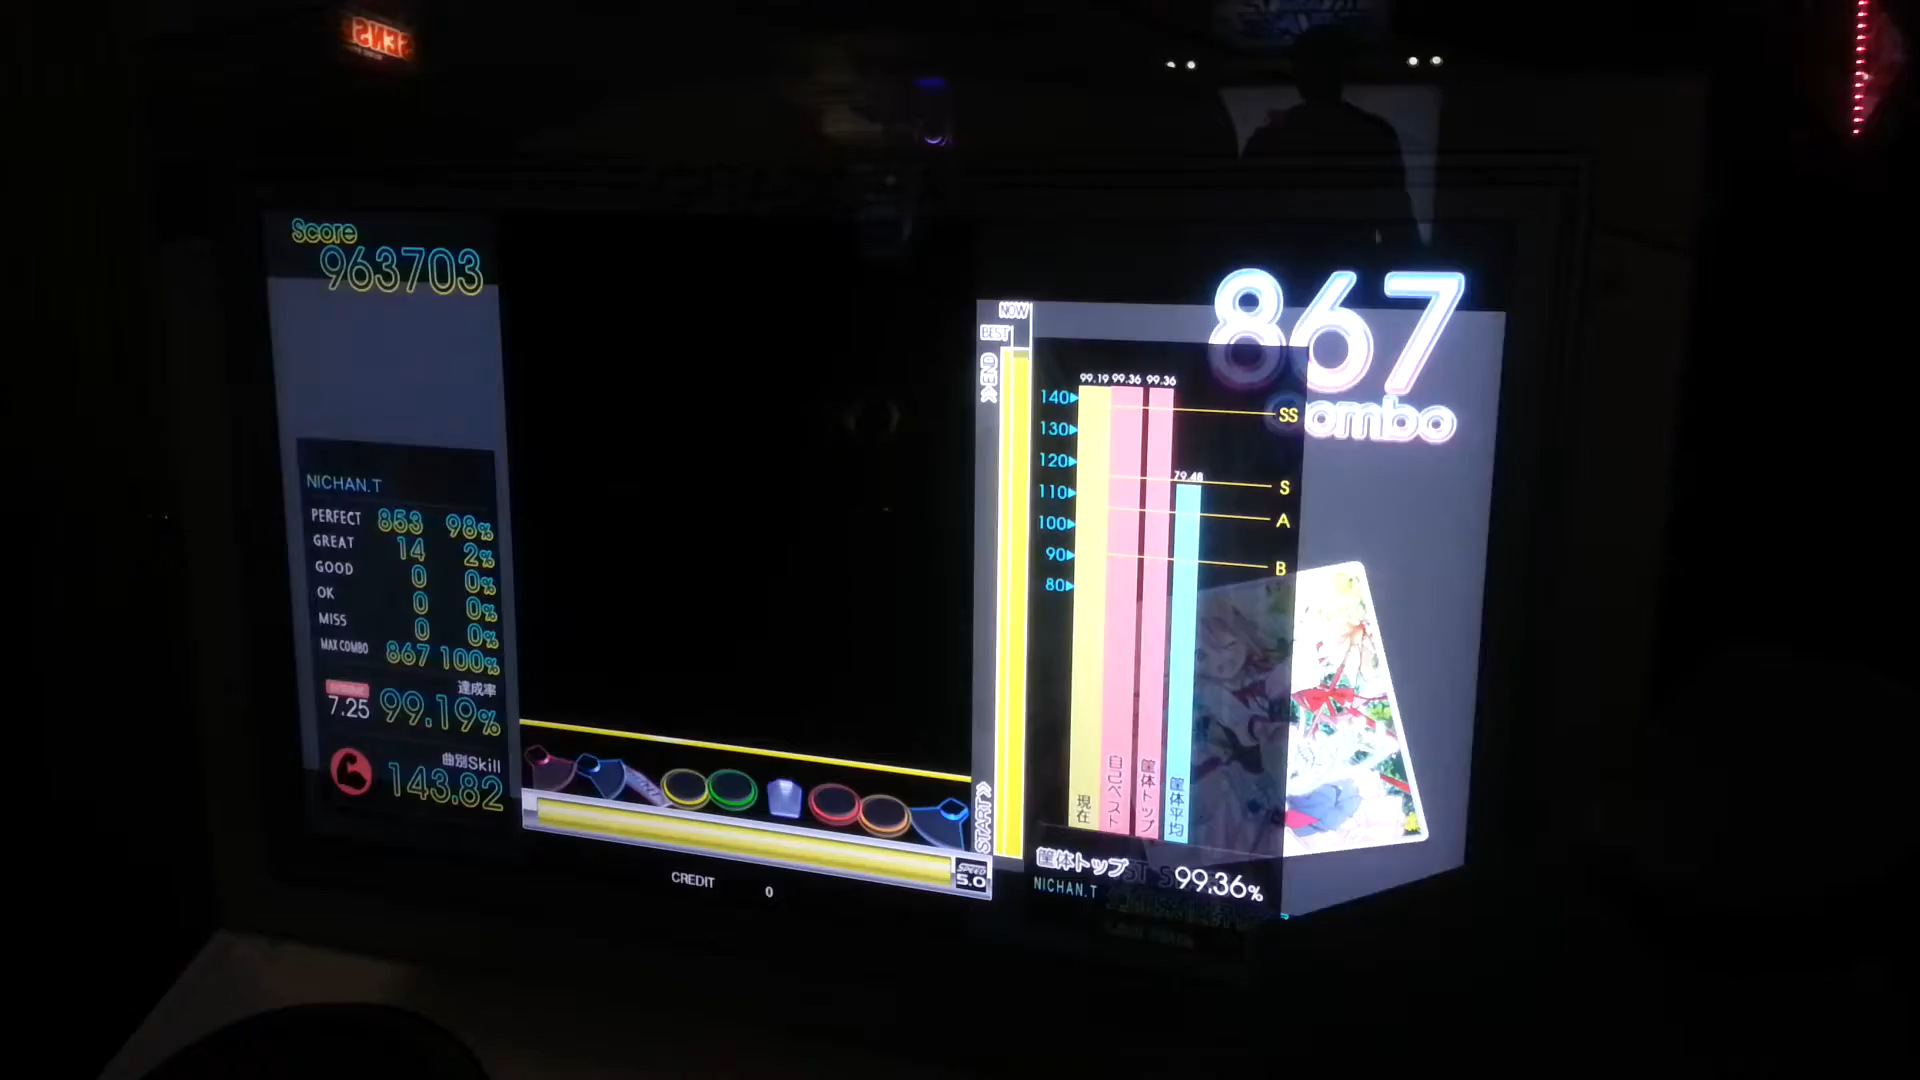 Score
963703
NICHAN.T
PERFECT 853 98%
GREAT 14 2%
GOOD 0 0%
OK 0 0%
MISS 0 0%
MAX COMBO 867 100%
達成率
7.25 99.19%
曲別Skill
143.82
NOW
BEST
END
START
SPEED
5.0
CREDIT 0
867
ombo
99.19 99.36 99.36
79.48
140
130
120
110
100
90
80
SS
S
A
B
現在
自己ベスト
筐体トップ
筐体平均
筐体トップ
NICHAN.T 99.36%